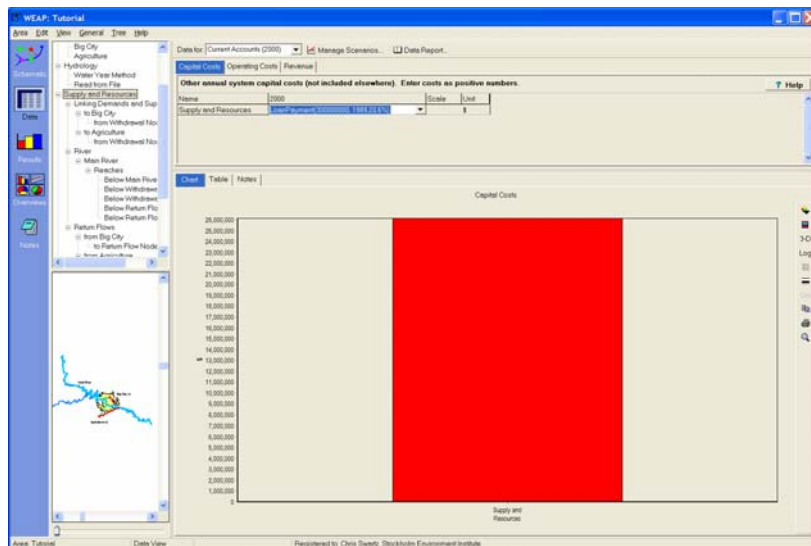 WEAP: Tutorial
Area Edit View General Tree Help
Schematic
Data
Results
Overviews
Notes
Big City
Agriculture
Hydrology
Water Year Method
Read from File
Supply and Resources
Linking Demands and Sup
to Big City
from Withdrawal No
to Agriculture
from Withdrawal No
River
Main River
Reaches
Below Main Rive
Below Withdraw
Below Withdraw
Below Return Flo
Below Return Flo
Return Flows
from Big City
to Return Flow Node
from Agriculture
Data for: Current Accounts (2000) Manage Scenarios... Data Report...
Capital Costs Operating Costs Revenue
Other annual system capital costs (not included elsewhere). Enter costs as positive numbers.
? Help
Name 2000 Scale Unit
Supply and Resources $
Chart Table Notes
Capital Costs
26,000,000
25,000,000
24,000,000
23,000,000
22,000,000
21,000,000
20,000,000
19,000,000
18,000,000
17,000,000
16,000,000
15,000,000
14,000,000
$ 13,000,000
12,000,000
11,000,000
10,000,000
9,000,000
8,000,000
7,000,000
6,000,000
5,000,000
4,000,000
3,000,000
2,000,000
1,000,000
0
Supply and
Resources
3-D
Log
Area: Tutorial Data View Registered to: Chris Swartz, Stockholm Environment Institute